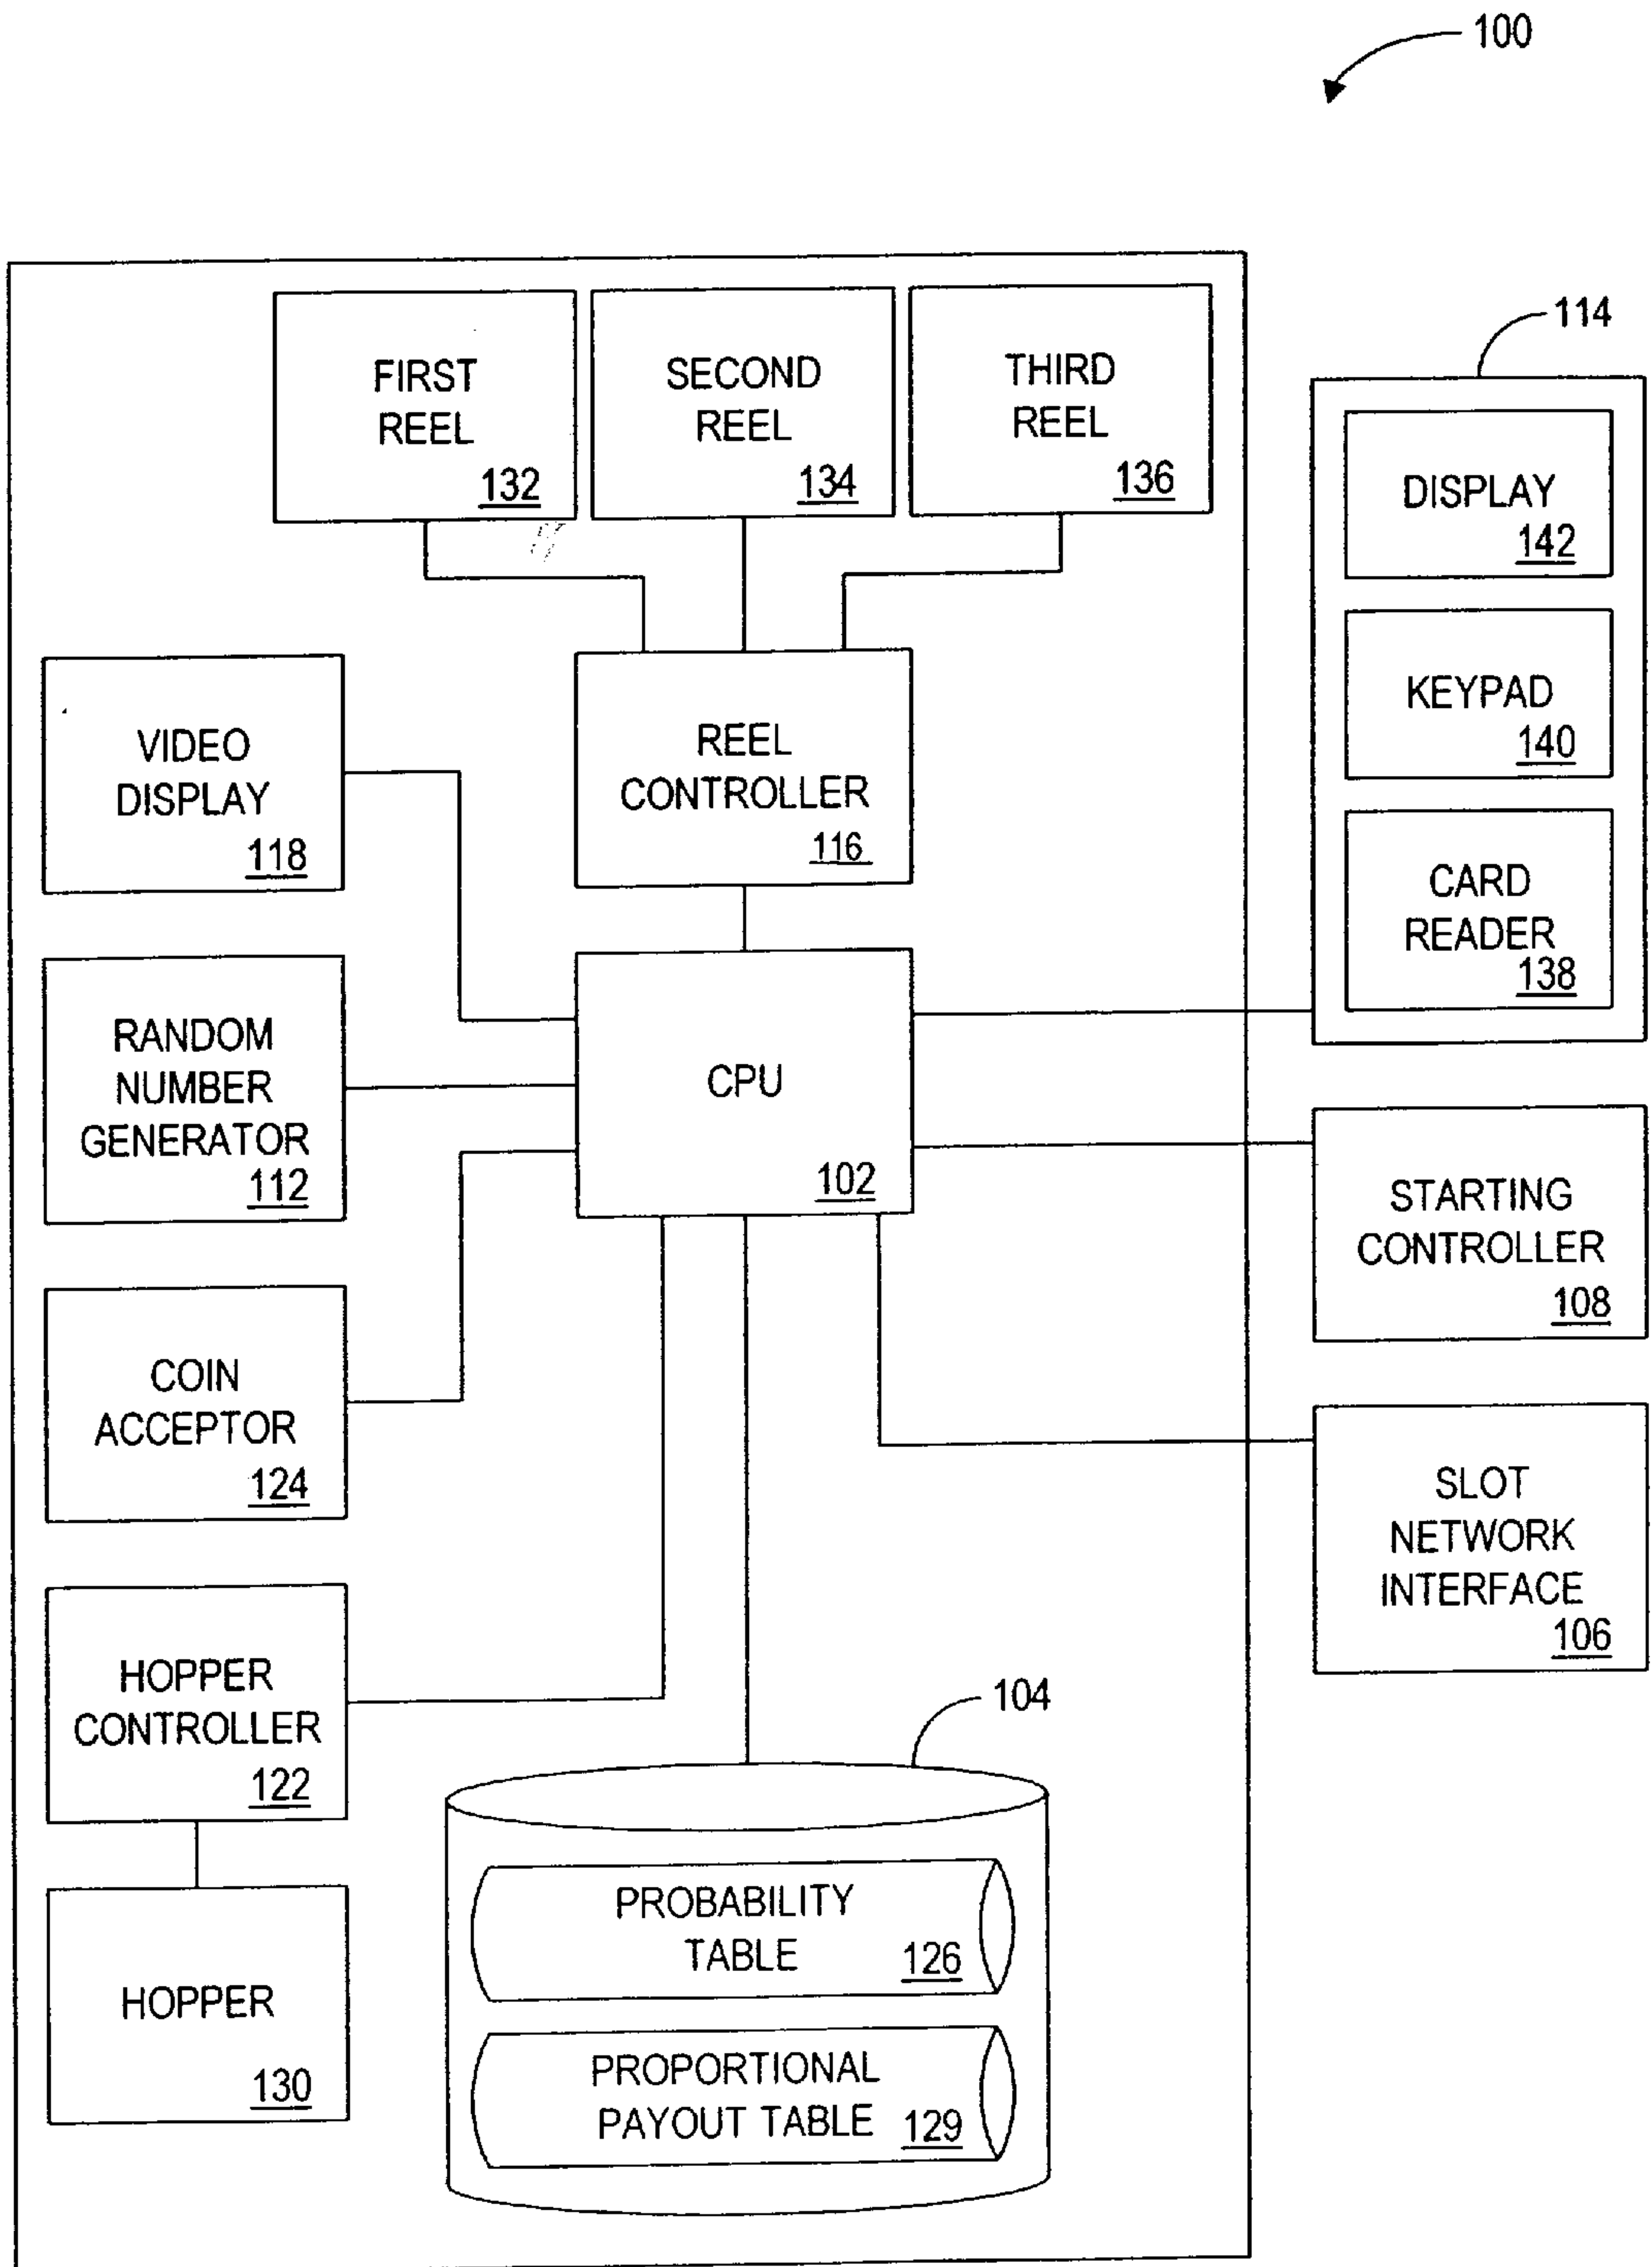 100
FIRST
REEL
132
SECOND
REEL
134
THIRD
REEL
136
114
DISPLAY
142
KEYPAD
140
CARD
READER
138
VIDEO
DISPLAY
118
REEL
CONTROLLER
116
RANDOM
NUMBER
GENERATOR
112
CPU
102
STARTING
CONTROLLER
108
COIN
ACCEPTOR
124
SLOT
NETWORK
INTERFACE
106
HOPPER
CONTROLLER
122
104
HOPPER
130
PROBABILITY
TABLE
126
PROPORTIONAL
PAYOUT TABLE
129